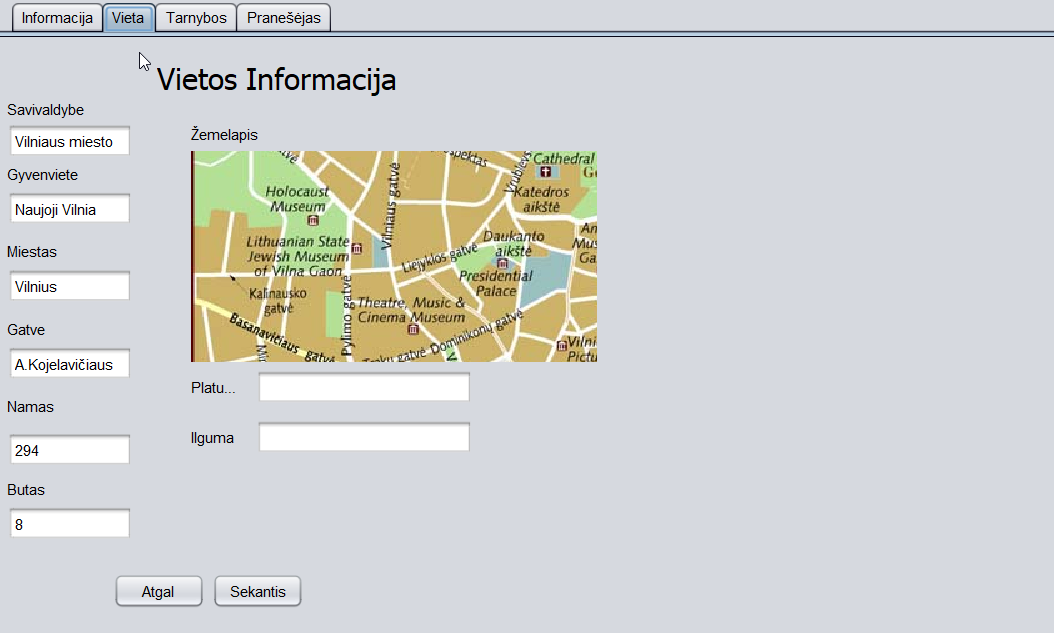 Informacija
Vieta
Tarnybos
Pranešėjas
Vietos Informacija
Savivaldybe
Vilniaus miesto
Gyvenviete
Naujoji Vilnia
Miestas
Vilnius
Gatve
A.Kojelavičiaus
Namas
294
Butas
8
Žemelapis
Cathedral
Katedros
aikštė
Holocaust
Museum
Vilniaus gatvė
Lithuanian State
Jewish Museum
of Vilna Gaon
Daukanto
aikštė
Liejyklos gatvė
Presidential
Palace
Kalinausko
gatvė
Theatre, Music &
Cinema Museum
Pylimo gatvė
Basanavičiaus gatvė
Dominikonų gatvė
Platu...
Ilguma
Atgal
Sekantis